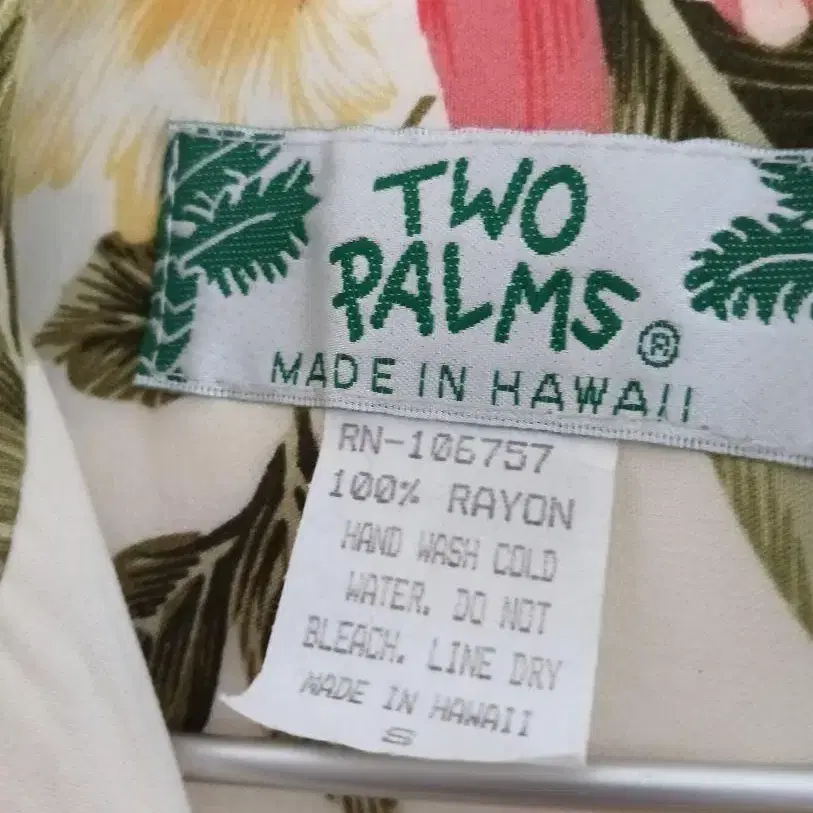 TWO
PALMS®
MADE IN HAWAII
RN-106757
100% RAYON
HAND WASH COLD
WATER. DO NOT
BLEACH. LINE DRY
MADE IN HAWAII
S